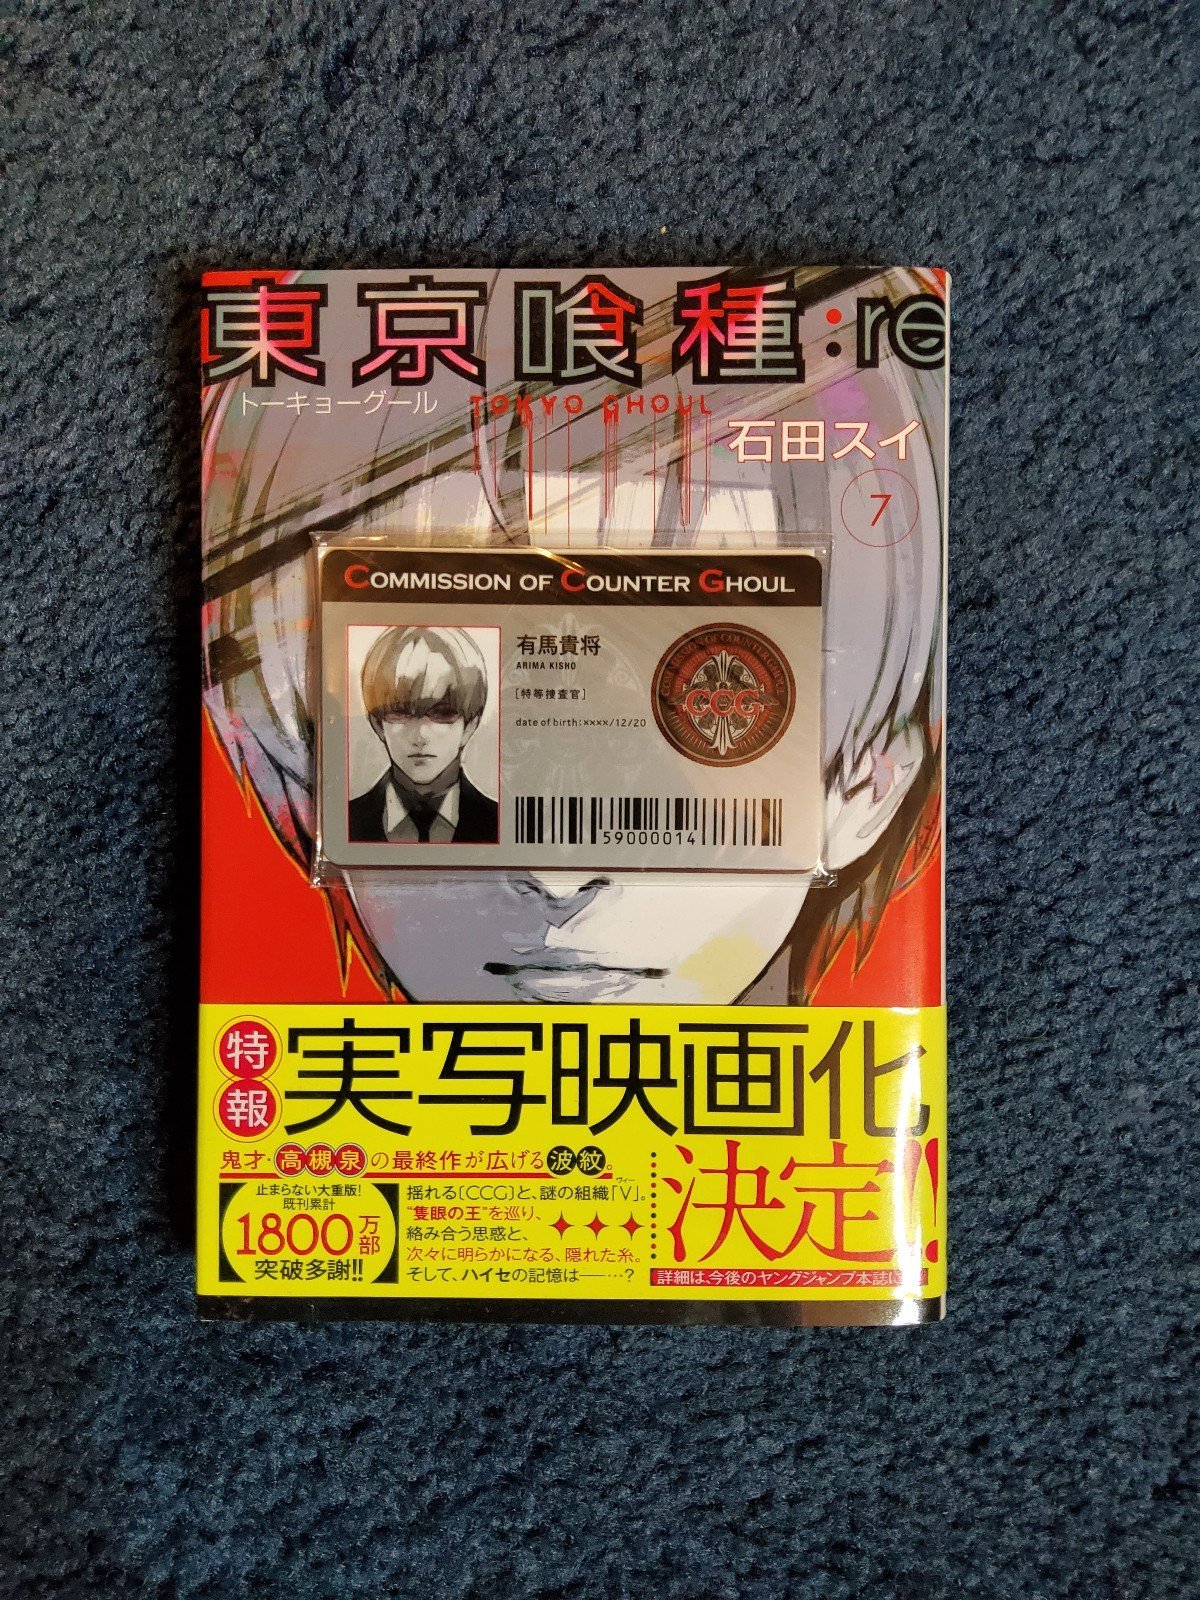 東京喰種:re
トーキョーグール
TOKYO GHOUL
石田スイ
7
COMMISSION OF COUNTER GHOUL
有馬貴将
ARIMA KISHO
[特等捜査官]
date of birth:××××/12/20
COMMISSION OF COUNTER GHOUL
CCG
59000014
特報
実写映画化
決定!!
鬼才・高槻泉の最終作が広げる波紋。
止まらない大重版!
既刊累計
1800万部
突破多謝!!
揺れる[CCG]と、謎の組織「V」。
ヴィー
“隻眼の王”を巡り、
絡み合う思惑と、
次々に明らかになる、隠れた糸。
そして、ハイセの記憶は――…?
詳細は、今後のヤングジャンプ本誌に